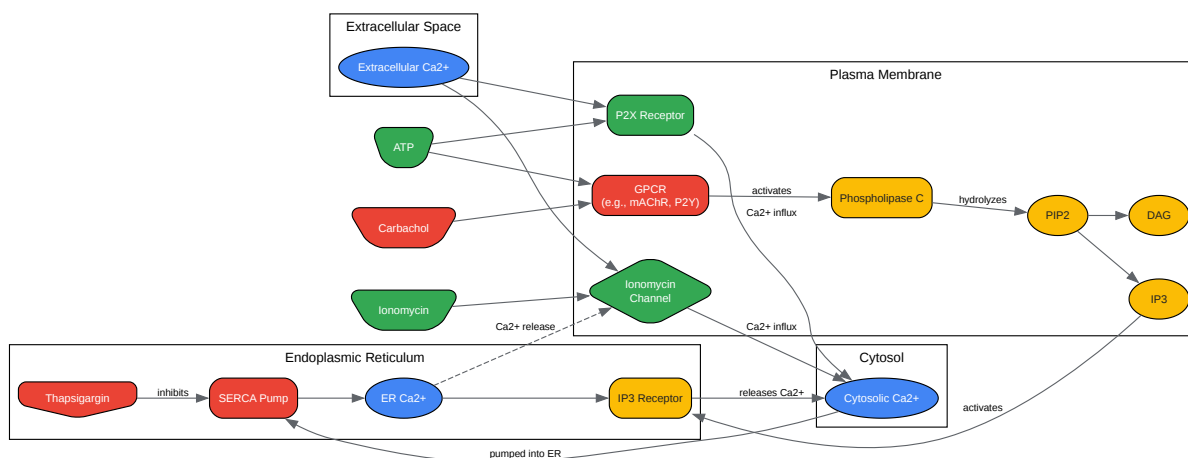 Extracellular Space
Extracellular Ca2+
Plasma Membrane
P2X Receptor
ATP
GPCR
(e.g., mAChR, P2Y)
activates
Phospholipase C
hydrolyzes
PIP2
DAG
Carbachol
Ca2+ influx
Ionomycin
Channel
Ionomycin
IP3
Ca2+ release
Ca2+ influx
Endoplasmic Reticulum
Cytosol
Thapsigargin
inhibits
SERCA Pump
ER Ca2+
IP3 Receptor
releases Ca2+
Cytosolic Ca2+
activates
pumped into ER